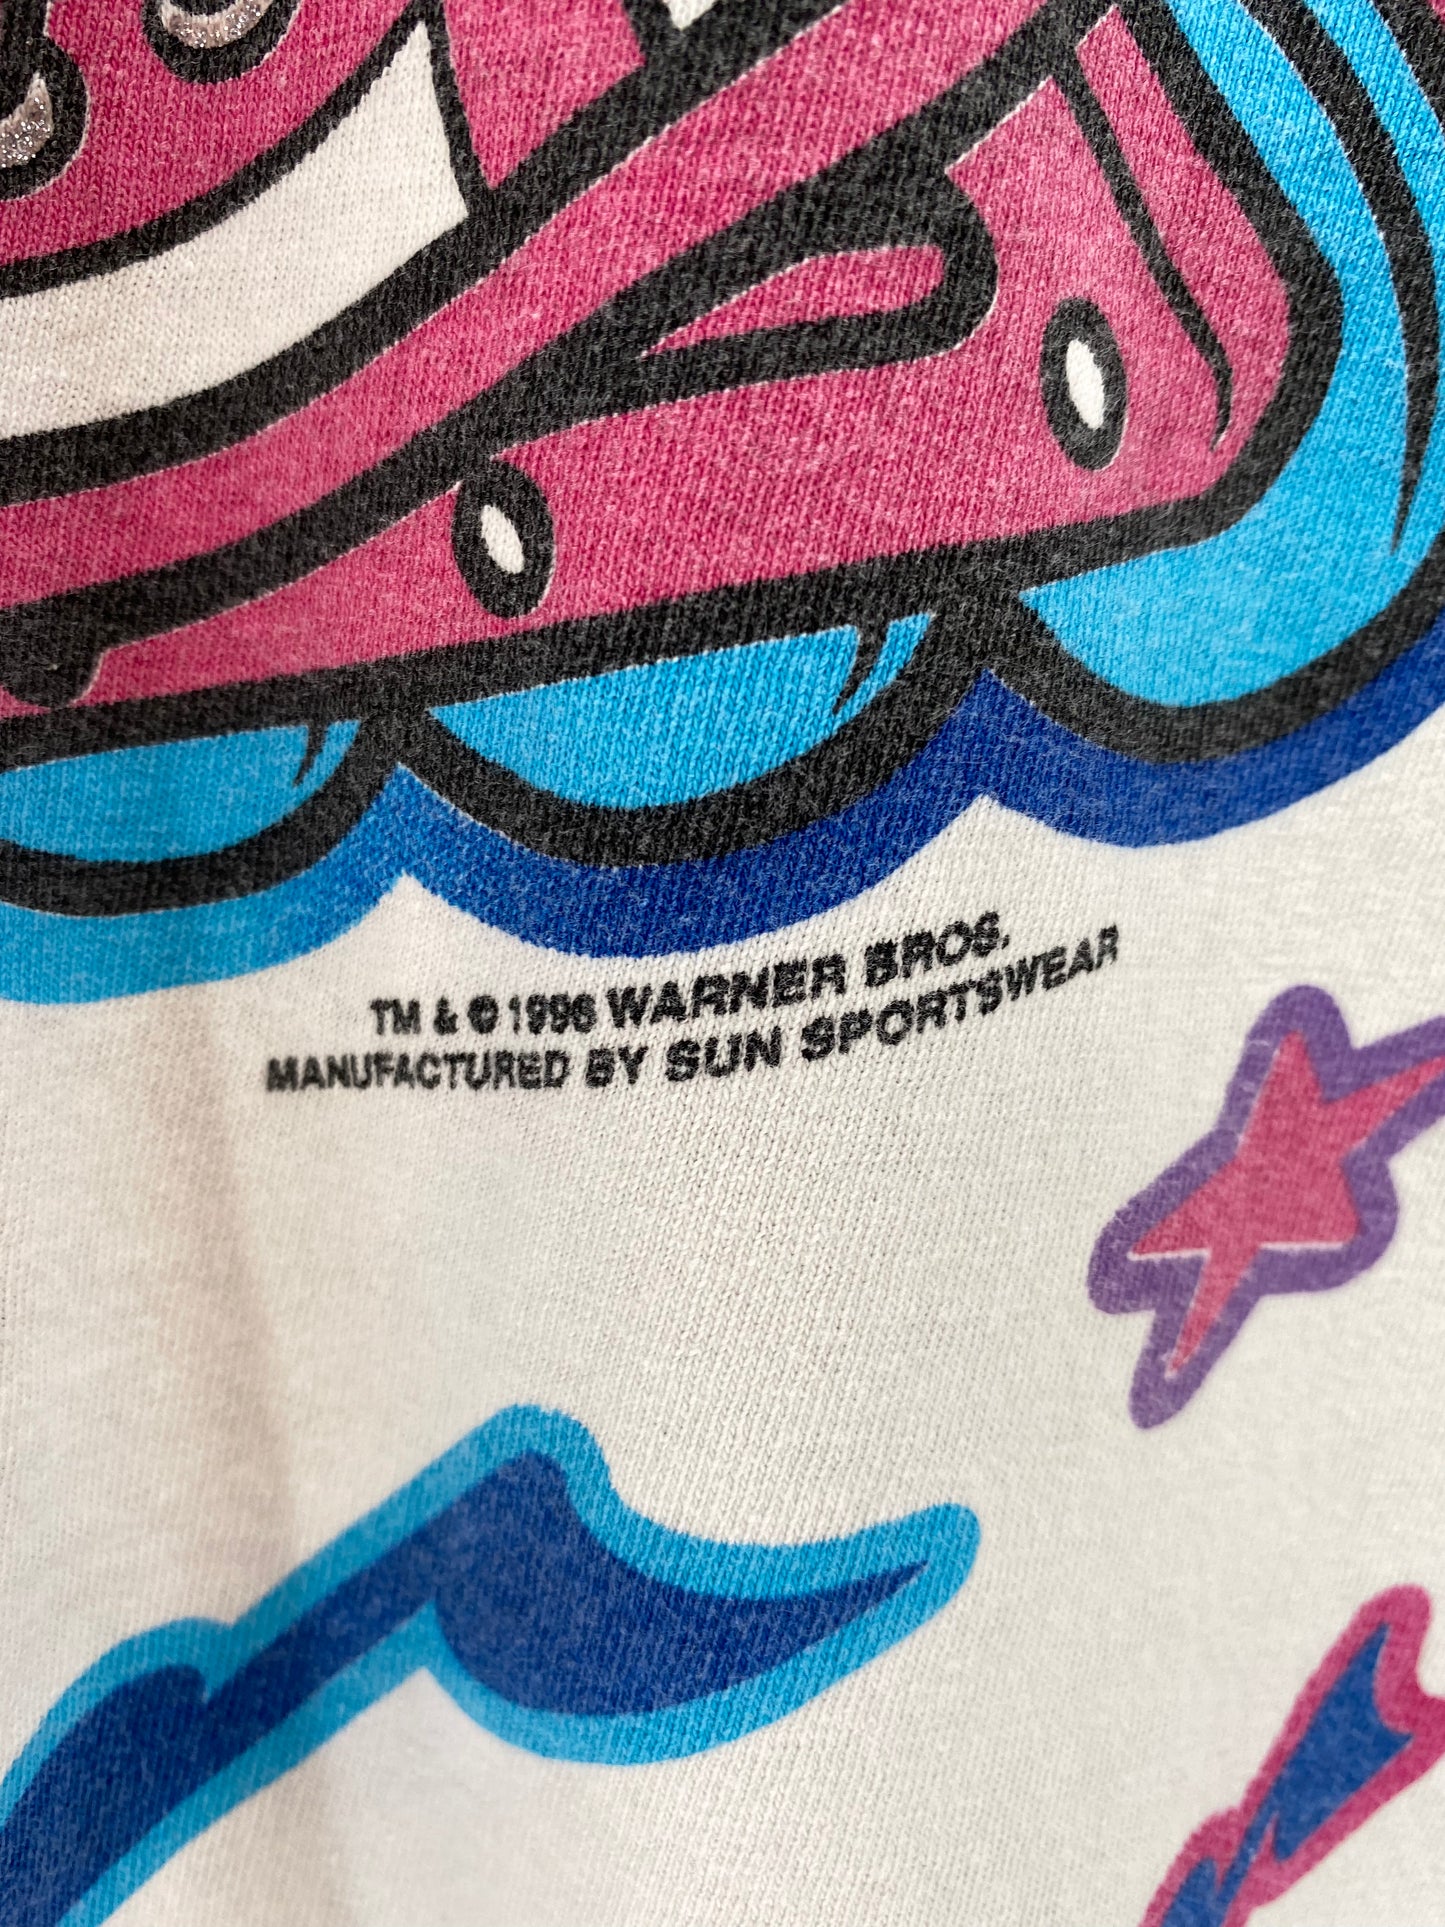 TM & © 1996 WARNER BROS.
MANUFACTURED BY SUN SPORTSWEAR